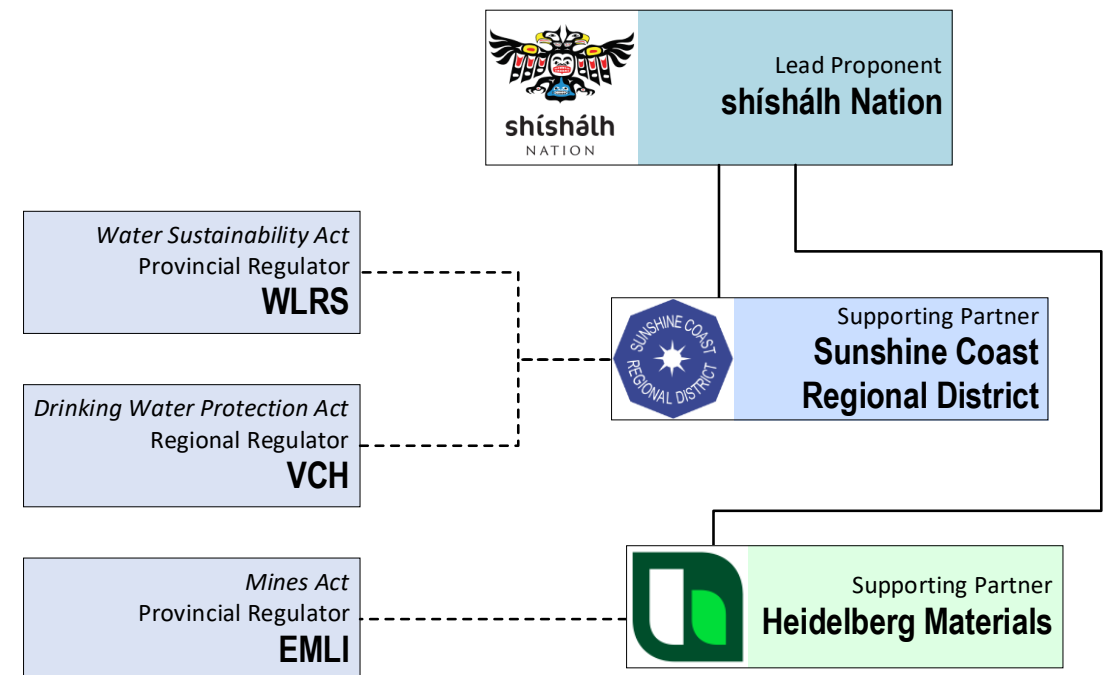 shíshálh
NATION
Lead Proponent
shíshálh Nation
Water Sustainability Act
Provincial Regulator
WLRS
SUNSHINE COAST
REGIONAL DISTRICT
Supporting Partner
Sunshine Coast
Regional District
Drinking Water Protection Act
Regional Regulator
VCH
Mines Act
Provincial Regulator
EMLI
Supporting Partner
Heidelberg Materials